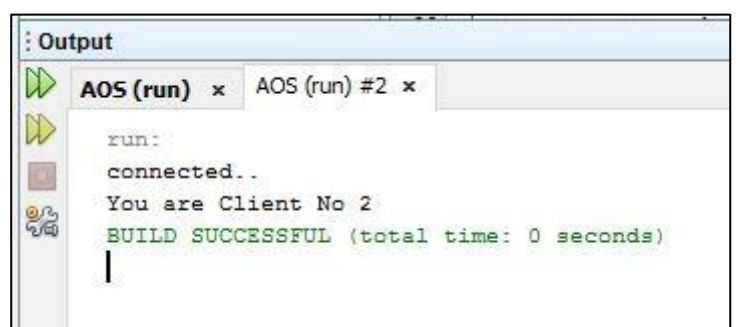 Output
AOS (run) × AOS (run) #2 ×
run:
connected..
You are Client No 2
BUILD SUCCESSFUL (total time: 0 seconds)